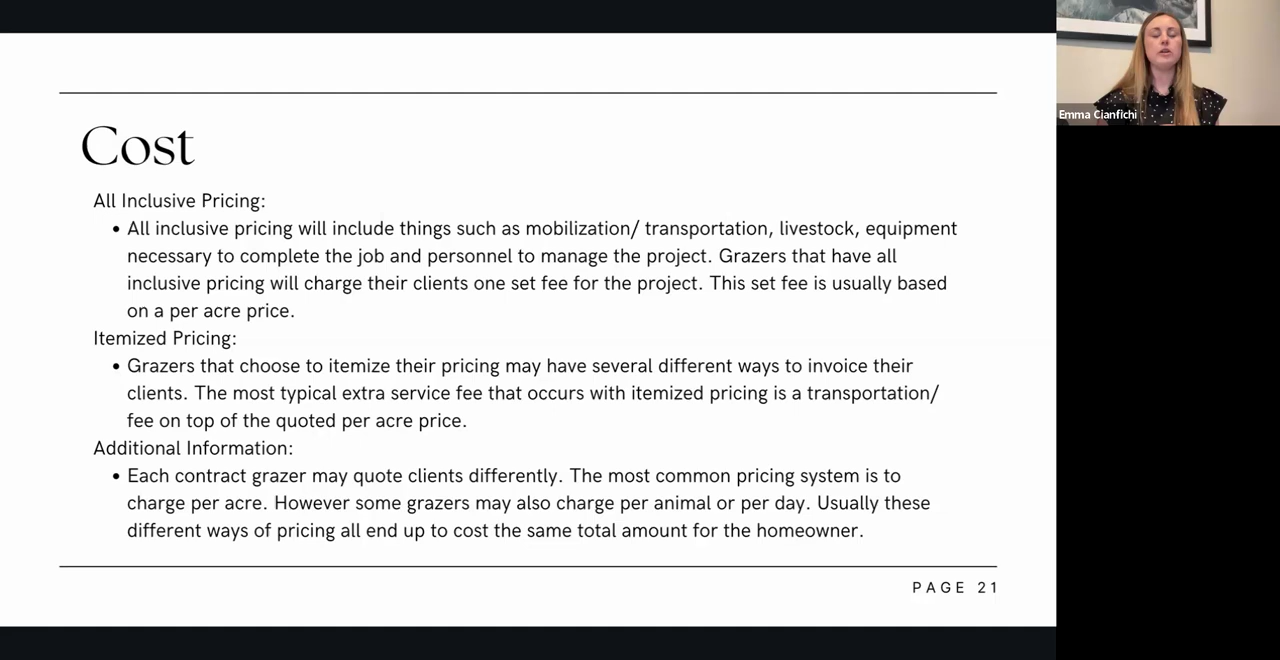 Cost
All Inclusive Pricing:
• All inclusive pricing will include things such as mobilization/ transportation, livestock, equipment
necessary to complete the job and personnel to manage the project. Grazers that have all
inclusive pricing will charge their clients one set fee for the project. This set fee is usually based
on a per acre price.
Itemized Pricing:
• Grazers that choose to itemize their pricing may have several different ways to invoice their
clients. The most typical extra service fee that occurs with itemized pricing is a transportation/
fee on top of the quoted per acre price.
Additional Information:
• Each contract grazer may quote clients differently. The most common pricing system is to
charge per acre. However some grazers may also charge per animal or per day. Usually these
different ways of pricing all end up to cost the same total amount for the homeowner.
PAGE 21
Emma Cianfichi